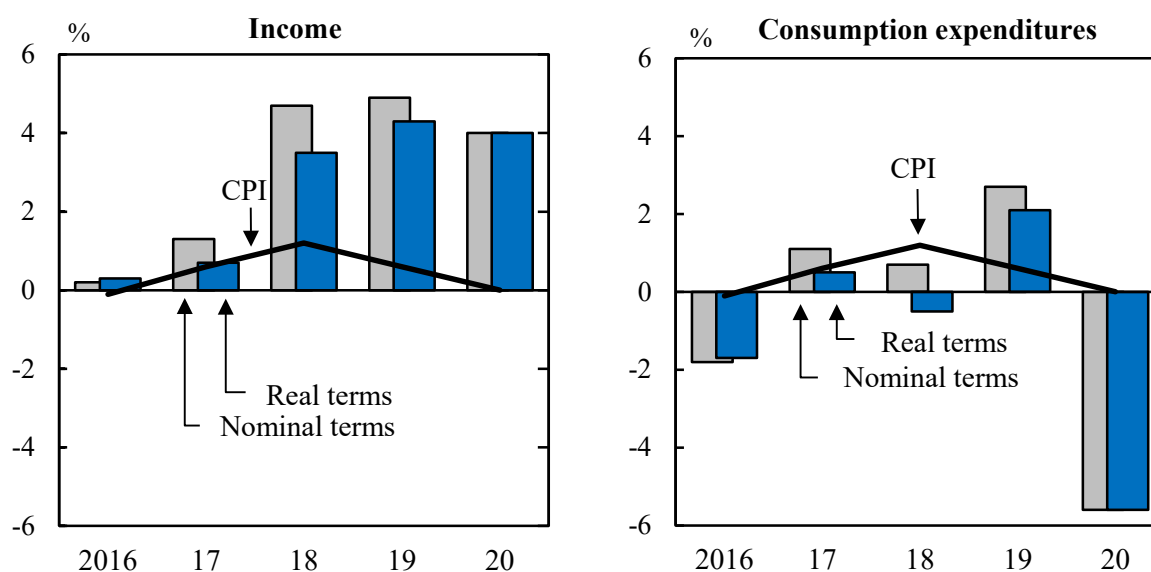 Income
%
6
4
2
0
-2
-4
-6
CPI
Real terms
Nominal terms
2016 17 18 19 20
Consumption expenditures
%
6
4
2
0
-2
-4
-6
CPI
Real terms
Nominal terms
2016 17 18 19 20